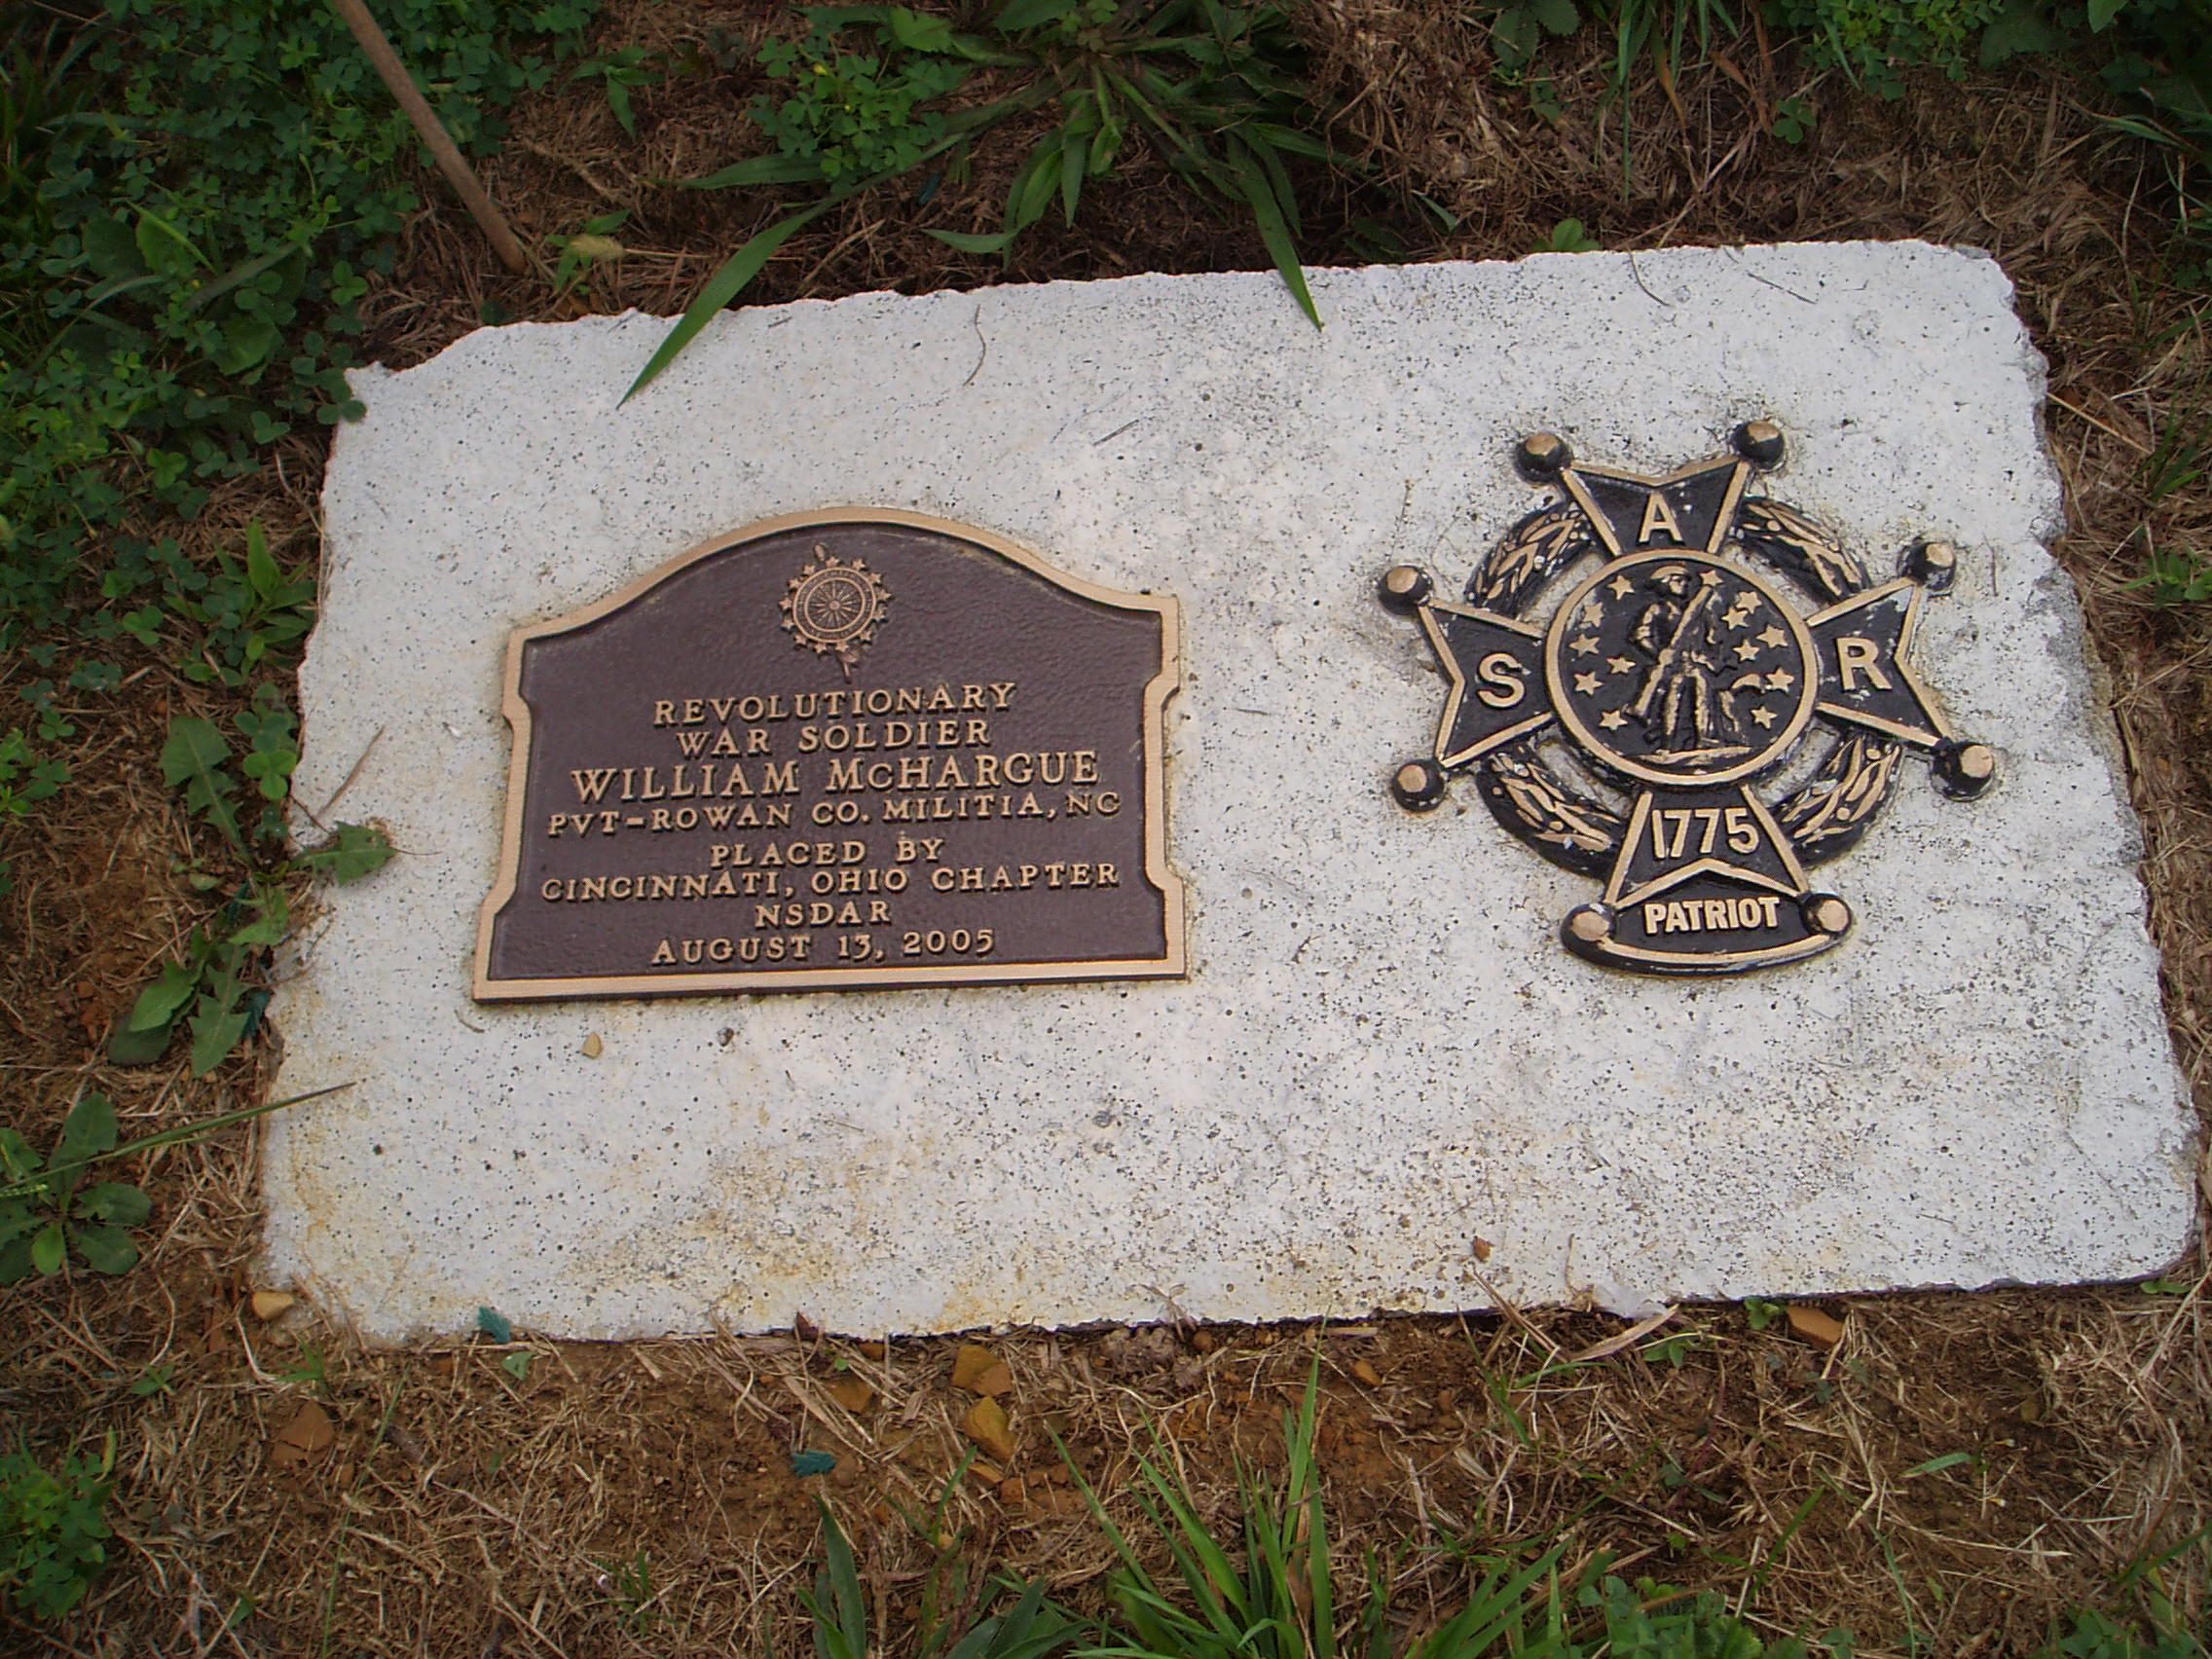 REVOLUTIONARY
WAR SOLDIER
WILLIAM McHARGUE
PVT-ROWAN CO. MILITIA, NC
PLACED BY
CINCINNATI, OHIO CHAPTER
NSDAR
AUGUST 13, 2005
S A R
1775
PATRIOT